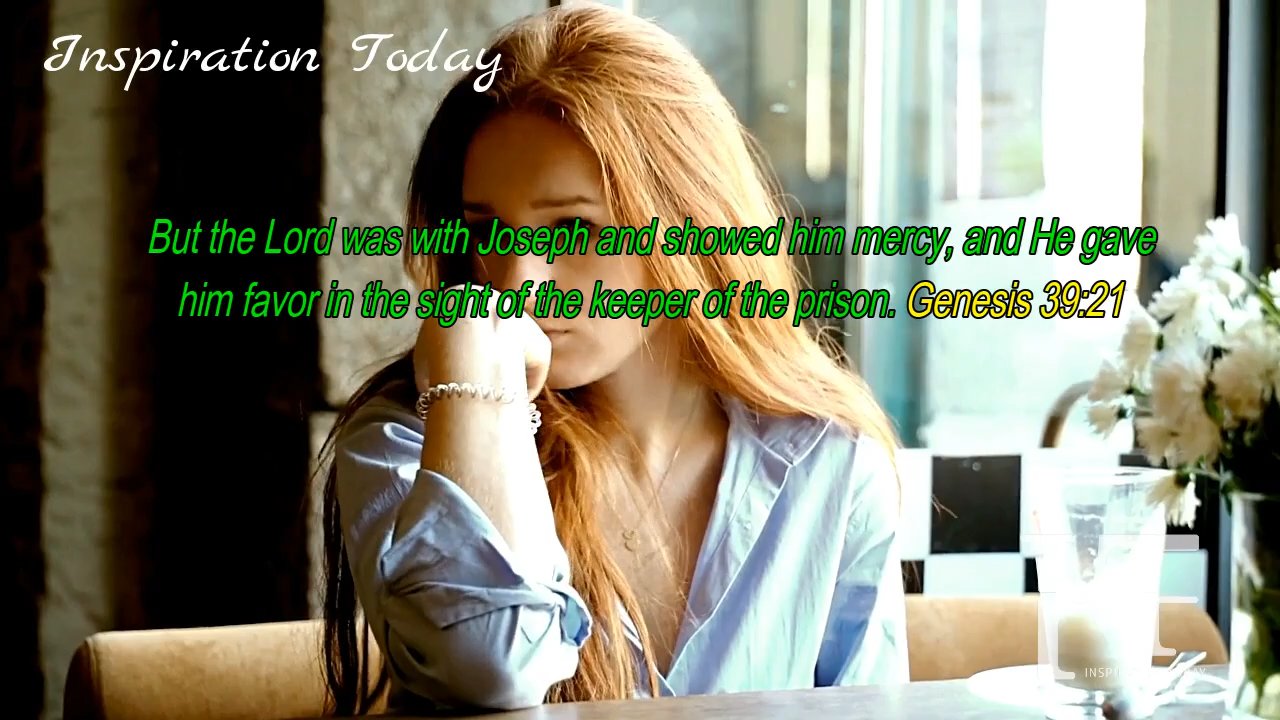 Inspiration Today
But the Lord was with Joseph and showed him mercy, and He gave
him favor in the sight of the keeper of the prison. Genesis 39:21